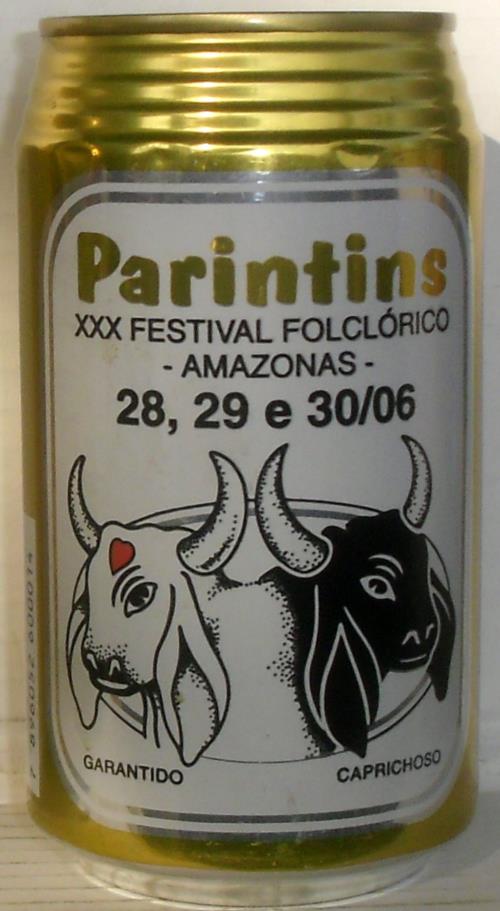 Parintins
XXX FESTIVAL FOLCLÓRICO
- AMAZONAS -
28, 29 e 30/06
GARANTIDO
CAPRICHOSO